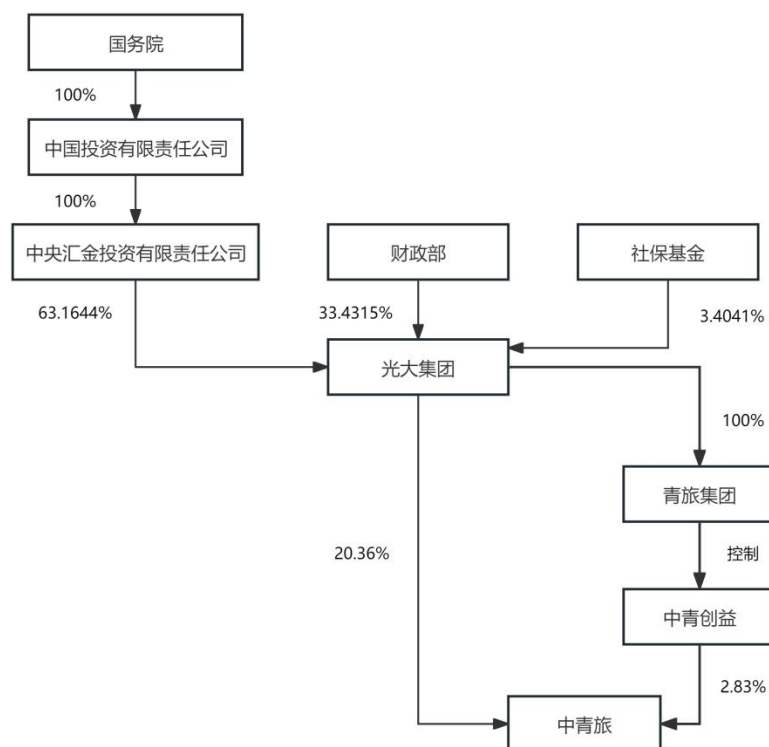 国务院
100%
中国投资有限责任公司
100%
中央汇金投资有限责任公司
财政部
社保基金
63.1644%
33.4315%
3.4041%
光大集团
100%
青旅集团
20.36%
控制
中青创益
2.83%
中青旅